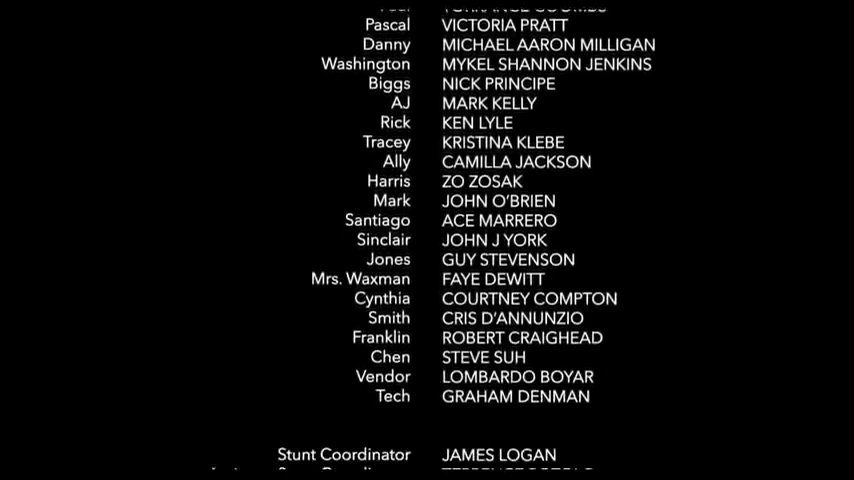 Pascal VICTORIA PRATT
Danny MICHAEL AARON MILLIGAN
Washington MYKEL SHANNON JENKINS
Biggs NICK PRINCIPE
AJ MARK KELLY
Rick KEN LYLE
Tracey KRISTINA KLEBE
Ally CAMILLA JACKSON
Harris ZO ZOSAK
Mark JOHN O'BRIEN
Santiago ACE MARRERO
Sinclair JOHN J YORK
Jones GUY STEVENSON
Mrs. Waxman FAYE DEWITT
Cynthia COURTNEY COMPTON
Smith CRIS D'ANNUNZIO
Franklin ROBERT CRAIGHEAD
Chen STEVE SUH
Vendor LOMBARDO BOYAR
Tech GRAHAM DENMAN
Stunt Coordinator JAMES LOGAN